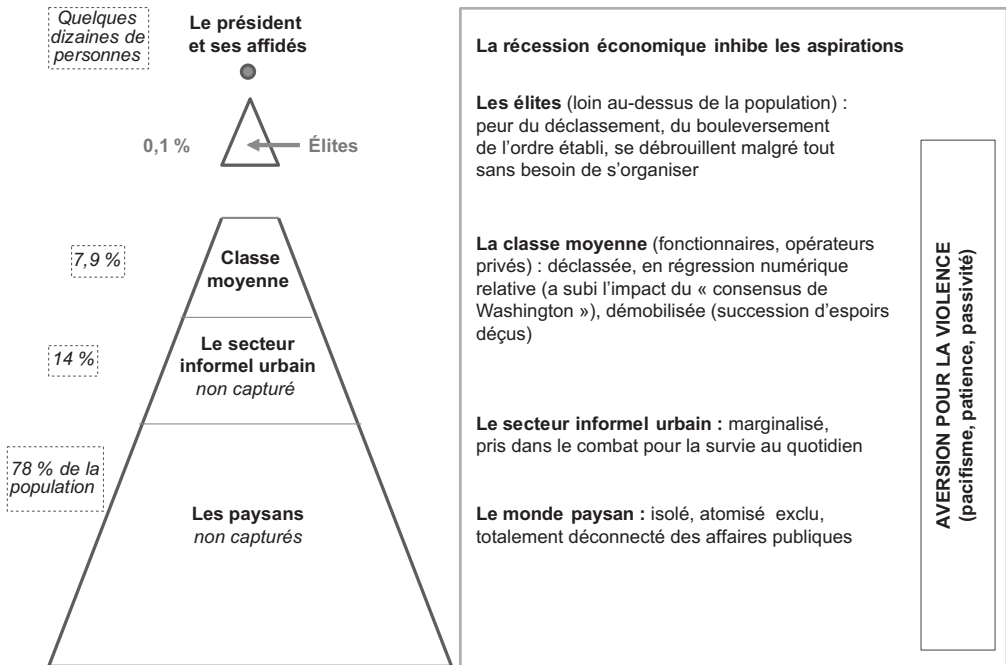 Quelques
dizaines de
personnes
Le président
et ses affidés
0,1 %
Élites
7,9 %
Classe
moyenne
14 %
Le secteur
informel urbain
non capturé
78 % de la
population
Les paysans
non capturés
La récession économique inhibe les aspirations
Les élites (loin au-dessus de la population) :
peur du déclassement, du bouleversement
de l’ordre établi, se débrouillent malgré tout
sans besoin de s’organiser
La classe moyenne (fonctionnaires, opérateurs
privés) : déclassée, en régression numérique
relative (a subi l’impact du « consensus de
Washington »), démobilisée (succession d’espoirs
déçus)
Le secteur informel urbain : marginalisé,
pris dans le combat pour la survie au quotidien
Le monde paysan : isolé, atomisé exclu,
totalement déconnecté des affaires publiques
AVERSION POUR LA VIOLENCE
(pacifisme, patience, passivité)